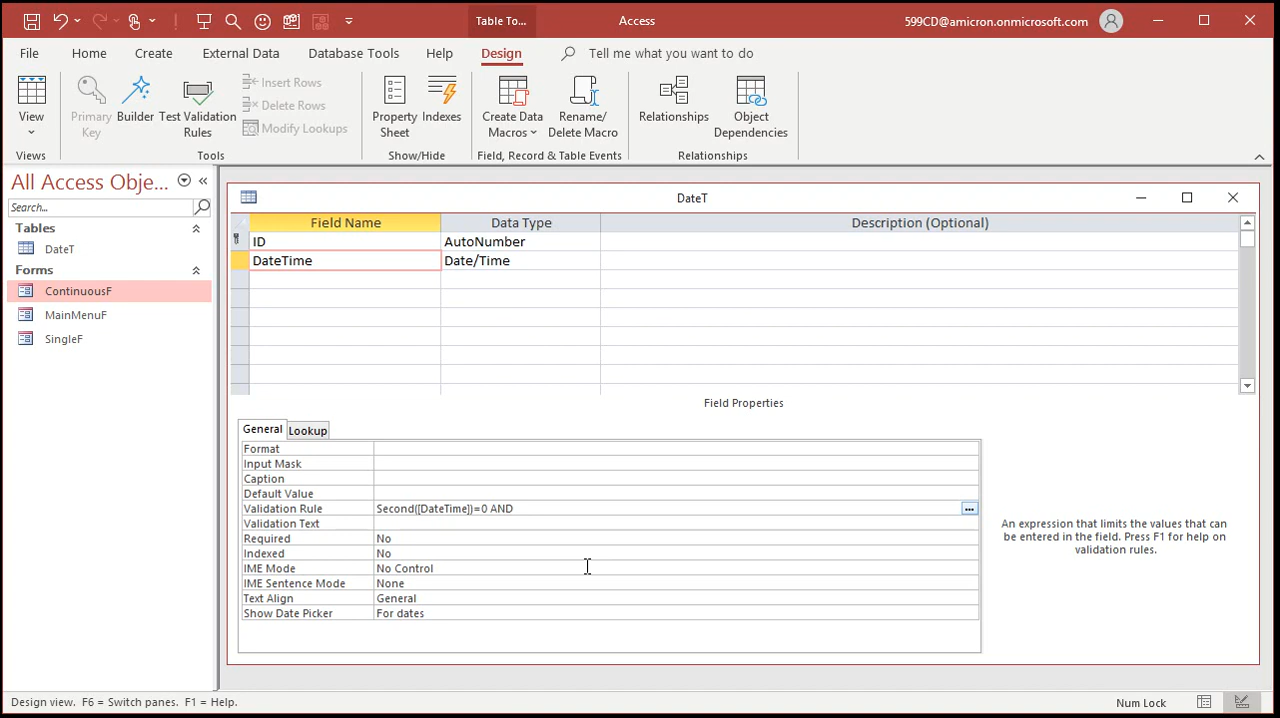 Table To...
Access
599CD@amicron.onmicrosoft.com
File
Home
Create
External Data
Database Tools
Help
Design
Tell me what you want to do
View
Primary Key
Builder
Test Validation Rules
Insert Rows
Delete Rows
Modify Lookups
Property Sheet
Indexes
Create Data Macros
Rename/ Delete Macro
Relationships
Object Dependencies
Views
Tools
Show/Hide
Field, Record & Table Events
Relationships
All Access Obje...
Search...
Tables
DateT
Forms
ContinuousF
MainMenuF
SingleF
DateT
Field Name
Data Type
Description (Optional)
ID
AutoNumber
DateTime
Date/Time
Field Properties
General
Lookup
Format
Input Mask
Caption
Default Value
Validation Rule
Second([DateTime])=0 AND
...
Validation Text
Required
No
Indexed
No
IME Mode
No Control
IME Sentence Mode
None
Text Align
General
Show Date Picker
For dates
An expression that limits the values that can
be entered in the field. Press F1 for help on
validation rules.
Design view. F6 = Switch panes. F1 = Help.
Num Lock